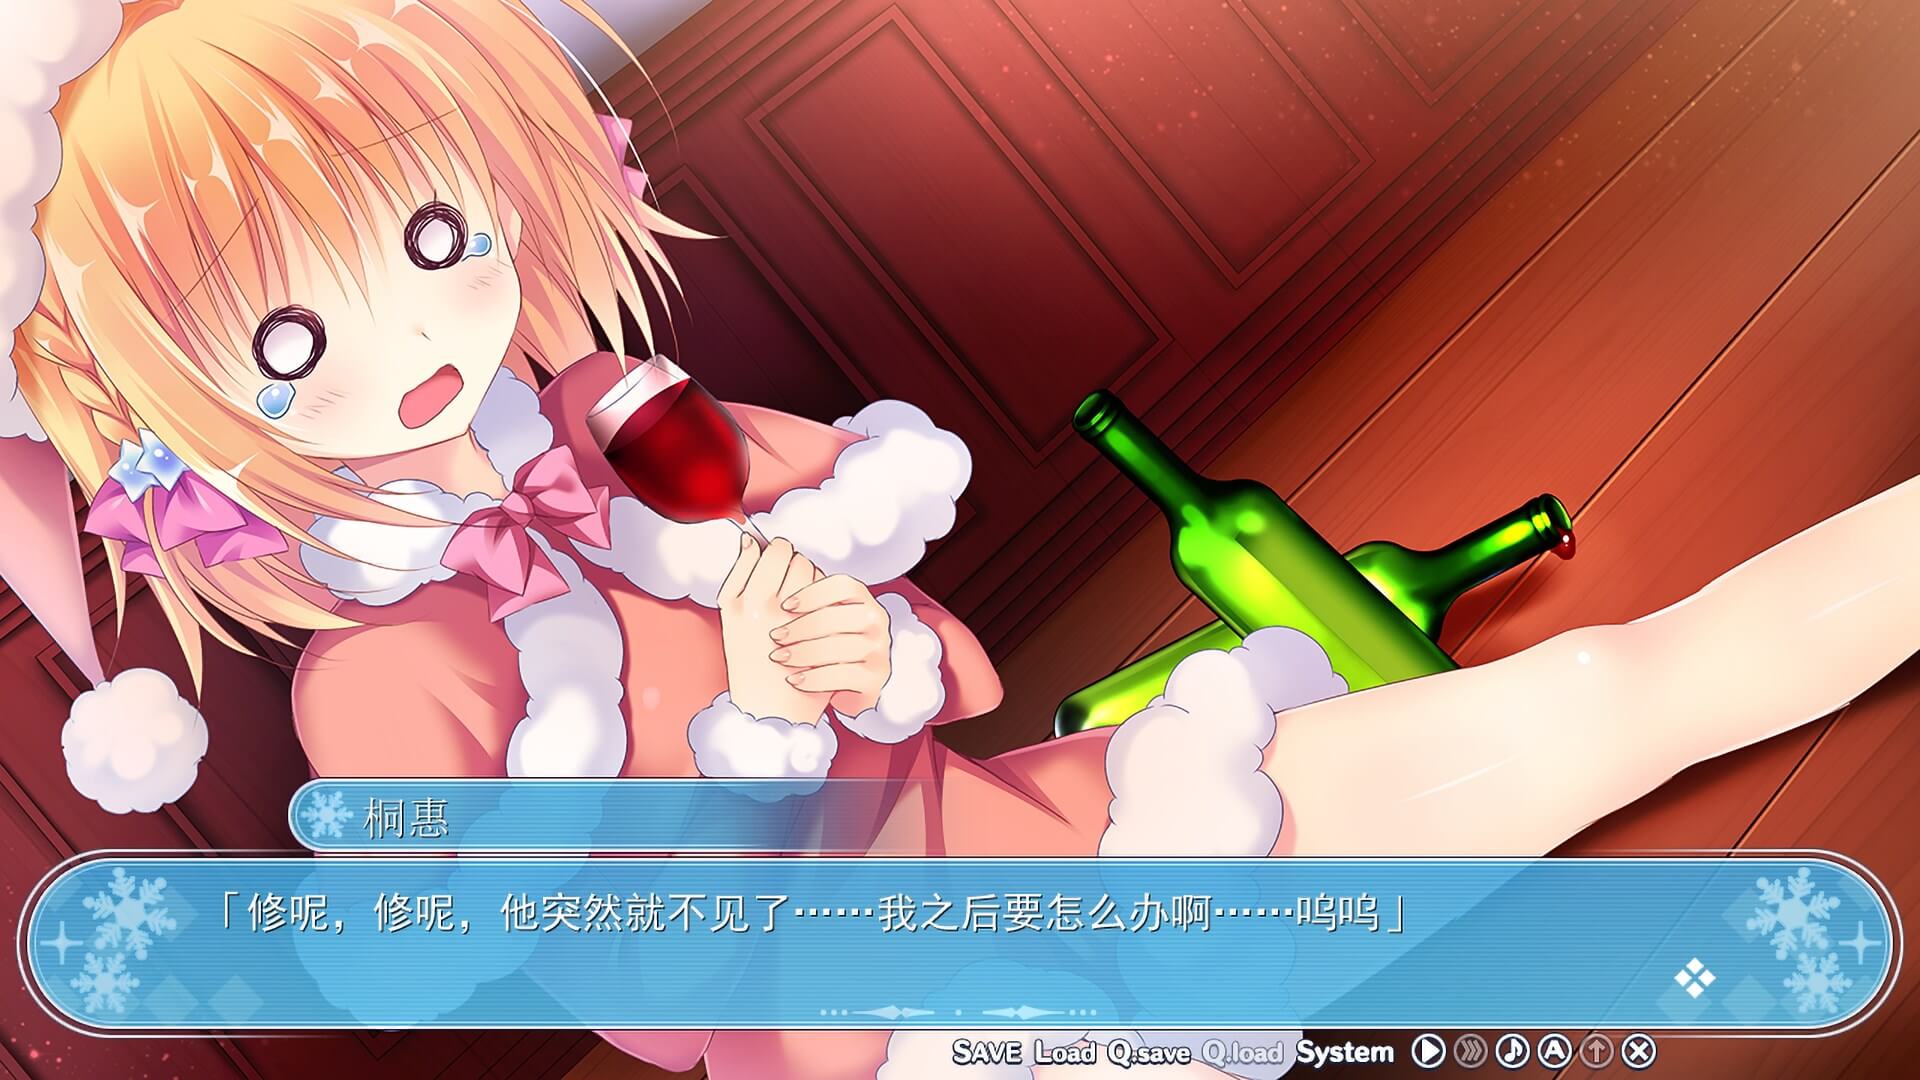 桐惠
「修呢，修呢，他突然就不见了……我之后要怎么办啊……呜呜」
SAVE Load Q.save Q.load System